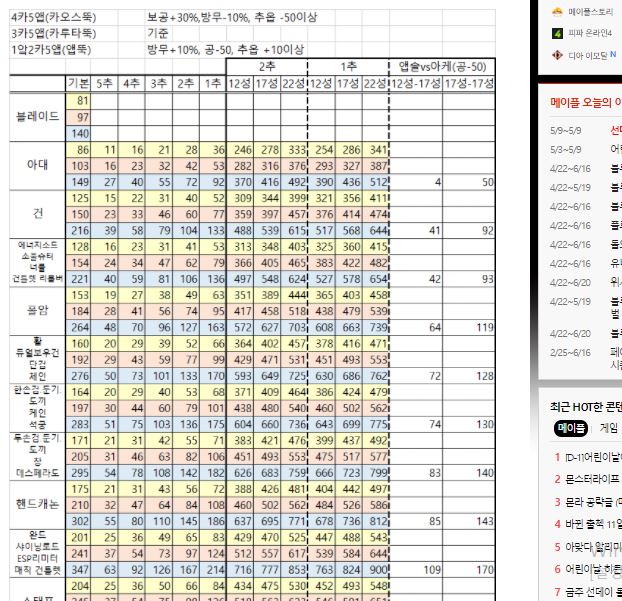 4카5앱(카오스뚝) 보공+30%,방무-10%, 추옵 -50이상
3카5앱(카루타뚝) 기준
1앞2카5앱(앱뚝) 방무+10%, 공-50, 추옵 +10이상
2추 1추 앱솔vs아케(공-50)
기본 5추 4추 3추 2추 1추 12성 17성 22성 12성 17성 22성 12성-17성 17성-17성
81
블레이드 97
140
86 11 16 21 28 36 246 278 333 254 286 341
아대 103 16 23 32 42 53 282 316 376 293 327 387
149 27 40 55 72 92 370 416 492 390 436 512 4 50
125 15 22 31 40 52 309 344 399 321 356 411
건 150 23 33 46 60 77 359 397 457 376 414 474
216 39 58 79 104 133 488 539 615 517 568 644 41 92
에너지소드
소울슈터
너클
건틀렛 리볼버
128 16 23 31 41 53 313 348 403 325 360 415
154 24 34 47 62 79 366 405 465 383 422 482
221 40 59 81 106 136 497 548 624 527 578 654 42 93
153 19 27 38 49 63 351 389 444 365 403 458
폴암 184 28 41 56 74 95 417 458 518 438 479 539
264 48 70 96 127 163 572 627 703 608 663 739 64 119
활
듀얼보우건
단검
체인
160 20 29 39 52 66 364 402 457 378 416 471
192 29 43 59 77 99 429 471 531 451 493 553
276 50 73 101 133 170 593 649 725 630 686 762 72 128
한손검 둔기.
도끼
케인
석궁
164 20 29 40 53 68 371 409 464 386 424 479
197 30 44 60 79 101 438 480 540 460 502 562
283 51 75 103 136 175 604 660 736 643 699 775 74 130
두손검 둔기.
도끼
창
데스페라도
171 21 31 42 55 71 383 421 476 399 437 492
205 31 46 63 82 106 451 493 553 475 517 577
295 54 78 108 142 182 626 683 759 666 723 799 83 140
175 21 31 43 56 72 388 426 481 404 442 497
핸드캐논 210 32 47 64 84 108 460 502 562 484 526 586
302 55 80 110 145 186 637 695 771 678 736 812 85 143
완드
샤이닝로드
ESP리미터
매직 건틀렛
201 25 36 49 65 83 429 470 525 447 488 543
241 37 54 73 97 124 512 557 617 539 584 644
347 63 92 126 167 214 716 777 853 763 824 900 109 170
204 25 36 50 66 84 434 475 530 452 493 548
메이플스토리
피파 온라인4
디아 이모탈 N
메이플 오늘의 이
5/9~5/9 선
5/3~5/9 어
4/22~6/16
4/22~5/19
4/22~6/16
4/22~6/16
4/22~6/16
4/22~6/16
4/22~6/20
4/22~5/19
4/22~6/20
2/25~6/16
최근 HOT한 콘텐
메이플 게임
1 [D-1]어린이날
2 몬스터라이프
3 몬라 공략글
4 바뀐 출첵 11일
5 아맞다 알리미
6 어린이날 히든
7 금주 선데이